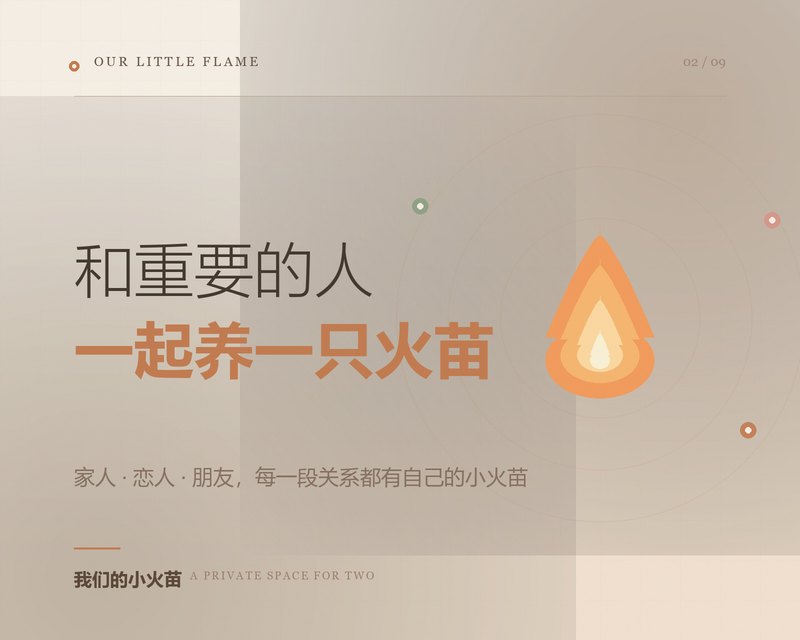 OUR LITTLE FLAME
02 / 09
和重要的人
一起养一只火苗
家人 · 恋人 · 朋友，每一段关系都有自己的小火苗
我们的小火苗 A PRIVATE SPACE FOR TWO